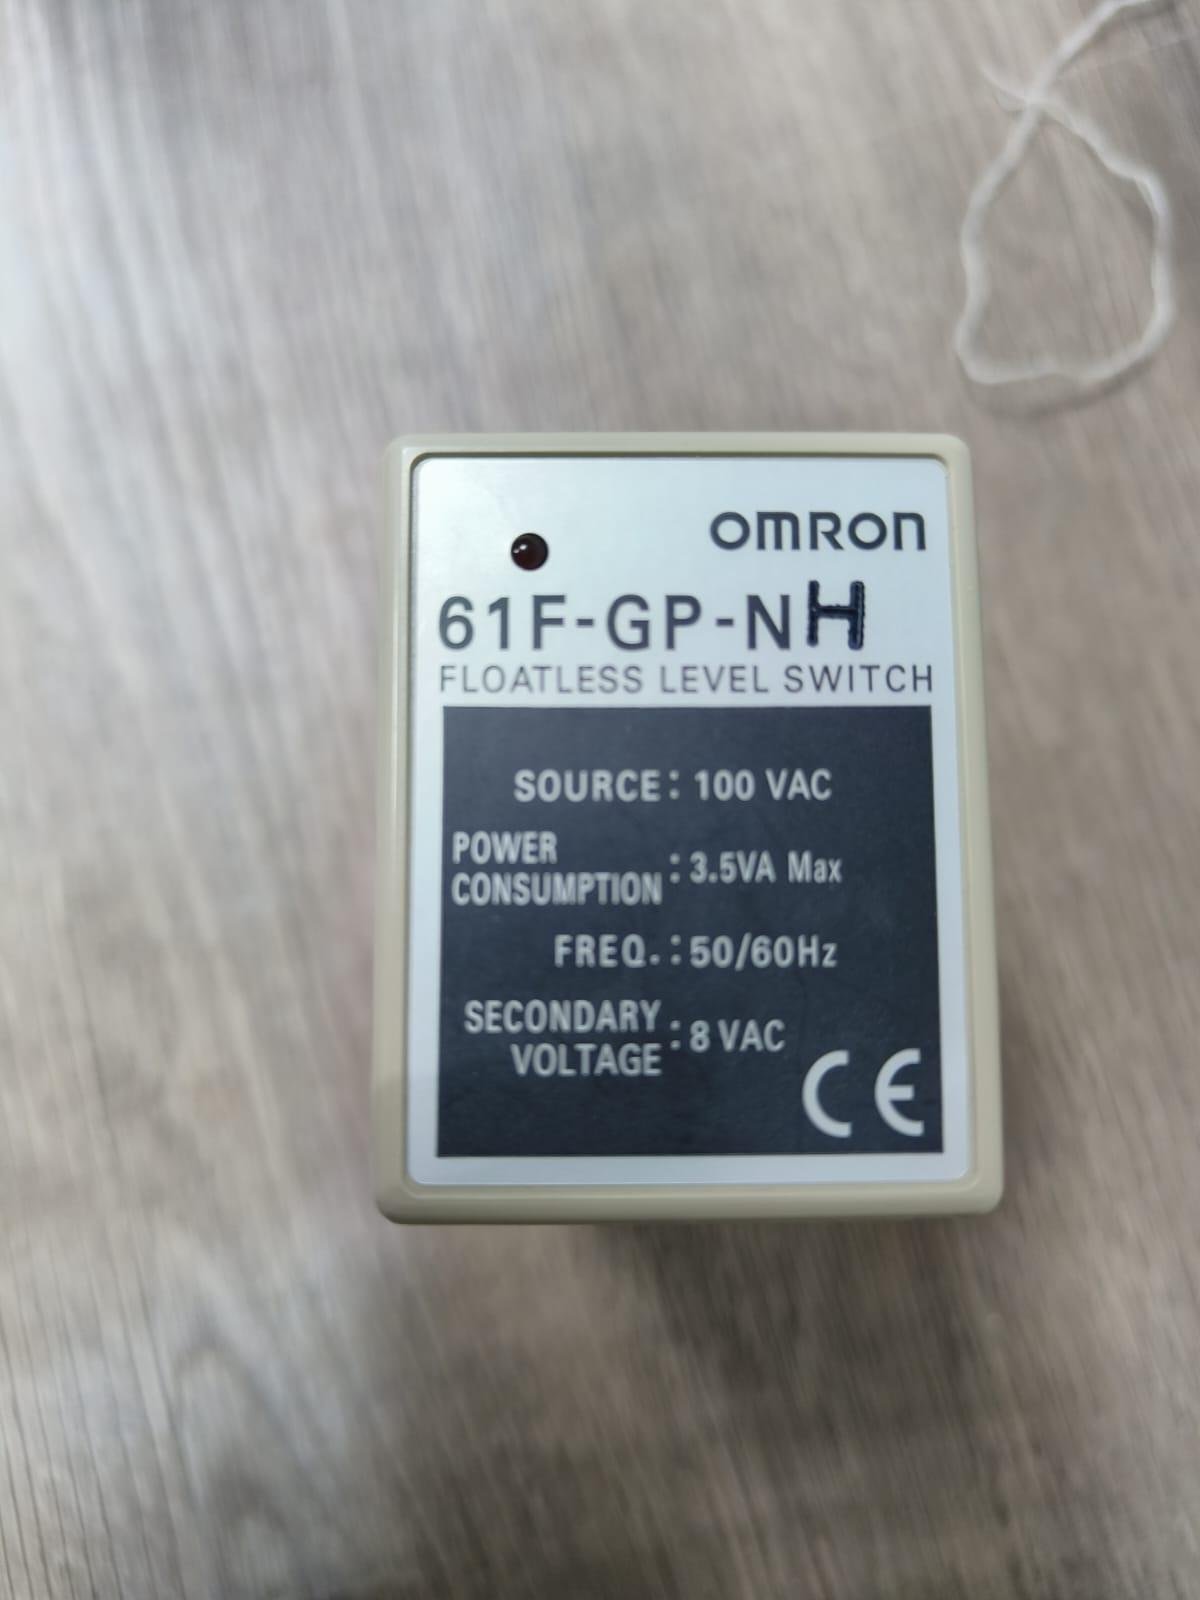 OMRON
61F-GP-NH
FLOATLESS LEVEL SWITCH
SOURCE: 100 VAC
POWER CONSUMPTION : 3.5VA Max
FREQ. : 50/60Hz
SECONDARY VOLTAGE : 8 VAC
CE